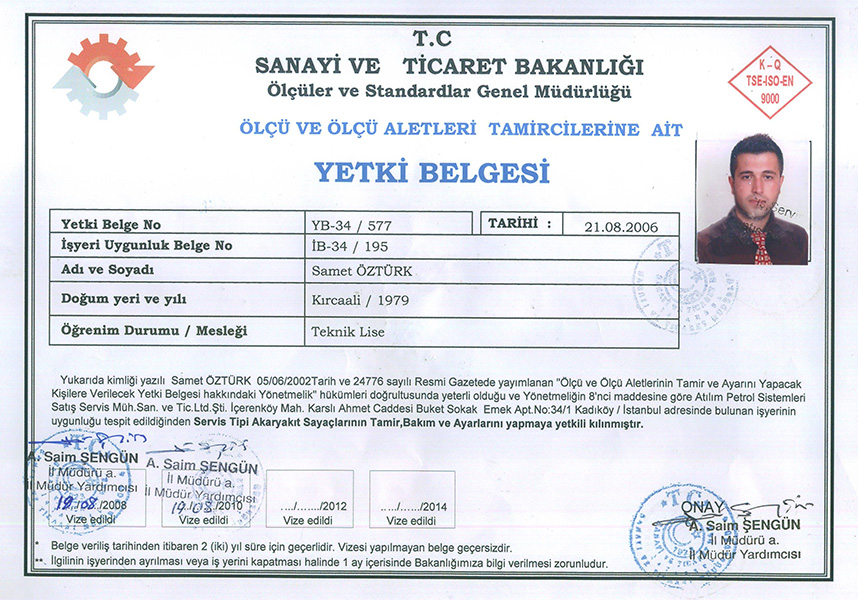 T.C
SANAYİ VE TİCARET BAKANLIĞI
Ölçüler ve Standardlar Genel Müdürlüğü
K – Q
TSE-ISO-EN
9000
ÖLÇÜ VE ÖLÇÜ ALETLERİ TAMİRCİLERINE AİT
YETKİ BELGESİ
Yetki Belge No YB-34 / 577 TARİHİ : 21.08.2006
İşyeri Uygunluk Belge No İB-34 / 195
Adı ve Soyadı Samet ÖZTÜRK
Doğum yeri ve yılı Kırcaali / 1979
Öğrenim Durumu / Mesleği Teknik Lise
Yukarıda kimliği yazılı Samet ÖZTÜRK 05/06/2002Tarih ve 24776 sayılı Resmi Gazetede yayımlanan "Ölçü ve Ölçü Aletlerinin Tamir ve Ayarını Yapacak
Kişilere Verilecek Yetki Belgesi hakkındaki Yönetmelik" hükümleri doğrultusunda yeterli olduğu ve Yönetmeliğin 8'nci maddesine göre Atılım Petrol Sistemleri
Satış Servis Müh.San. ve Tic.Ltd.Şti. İçerenköy Mah. Karslı Ahmet Caddesi Buket Sokak Emek Apt.No:34/1 Kadıköy / İstanbul adresinde bulunan işyerinin
uygunluğu tespit edildiğinden Servis Tipi Akaryakıt Sayaçlarının Tamir,Bakım ve Ayarlarını yapmaya yetkili kılınmıştır.
A. Saim ŞENGÜN
İl Müdürü a.
İl Müdür Yardımcısı
19/08/2008
Vize edildi
A. Saim ŞENGÜN
İl Müdürü a.
İl Müdür Yardımcısı
19/08/2010
Vize edildi
..../......./2012
Vize edildi
...../....../2014
Vize edildi
ONAY
A. Saim ŞENGÜN
İl Müdürü a.
İl Müdür Yardımcısı
* Belge veriliş tarihinden itibaren 2 (iki) yıl süre için geçerlidir. Vizesi yapılmayan belge geçersizdir.
**. İlgilinin işyerinden ayrılması veya iş yerini kapatması halinde 1 ay içerisinde Bakanlığımıza bilgi verilmesi zorunludur.